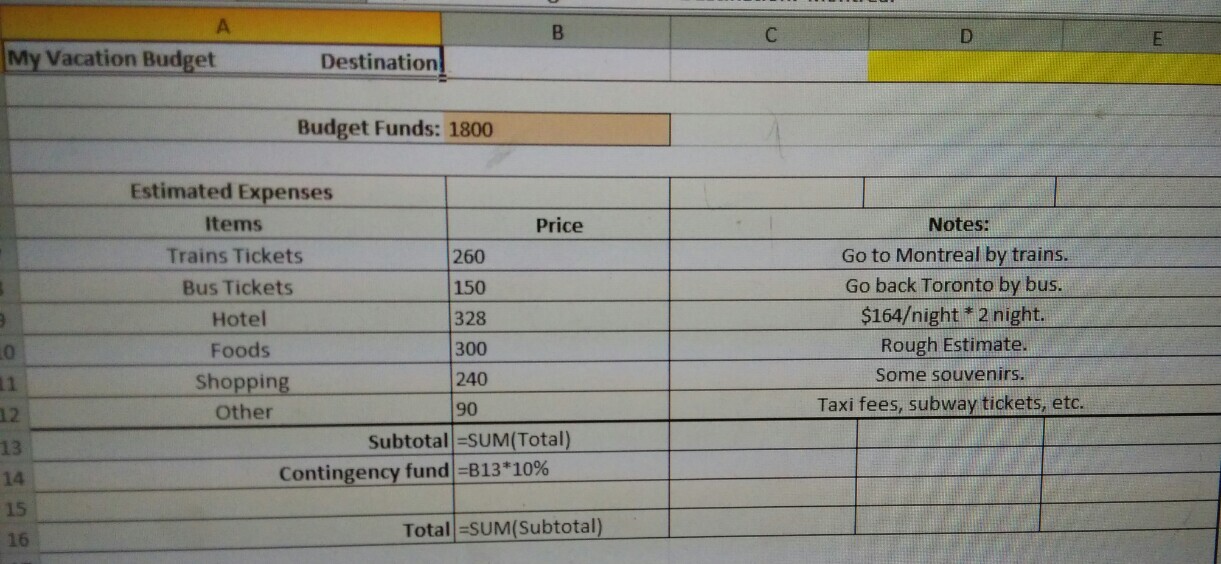 A B C D E
My Vacation Budget Destination
Budget Funds: 1800
Estimated Expenses
Items Price Notes:
Trains Tickets 260 Go to Montreal by trains.
Bus Tickets 150 Go back Toronto by bus.
Hotel 328 $164/night * 2 night.
Foods 300 Rough Estimate.
11 Shopping 240 Some souvenirs.
12 Other 90 Taxi fees, subway tickets, etc.
13 Subtotal =SUM(Total)
14 Contingency fund =B13*10%
15
16 Total =SUM(Subtotal)